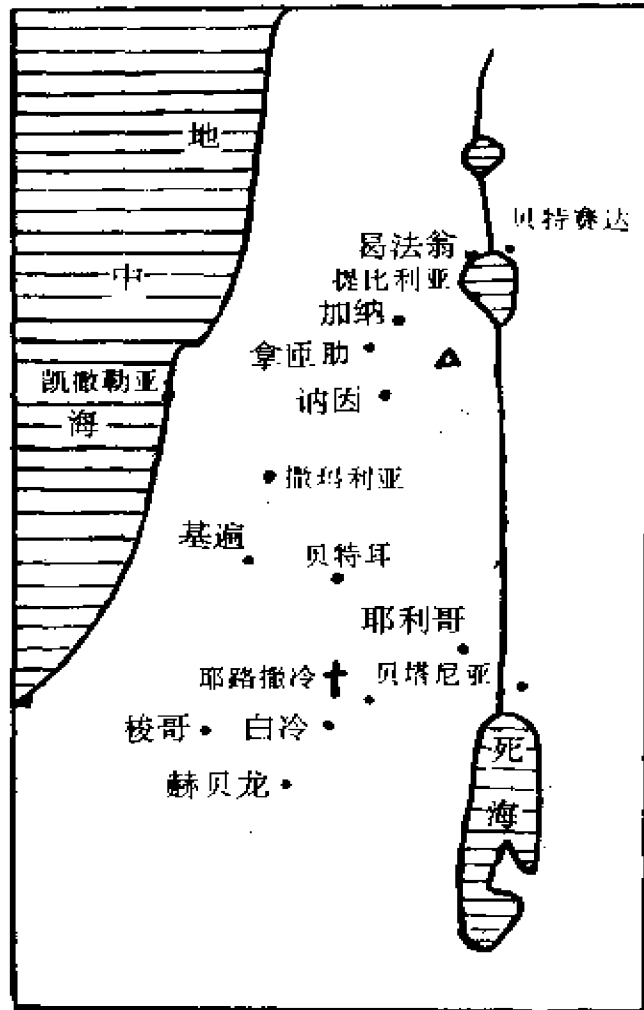 地
中
海
贝特赛达
曷法翁
提比利亚
加纳
拿匝肋
凯撒勒亚
讷因
撒玛利亚
基遍
贝特耳
耶利哥
耶路撒冷
贝塔尼亚
梭哥
白冷
赫贝龙
死
海